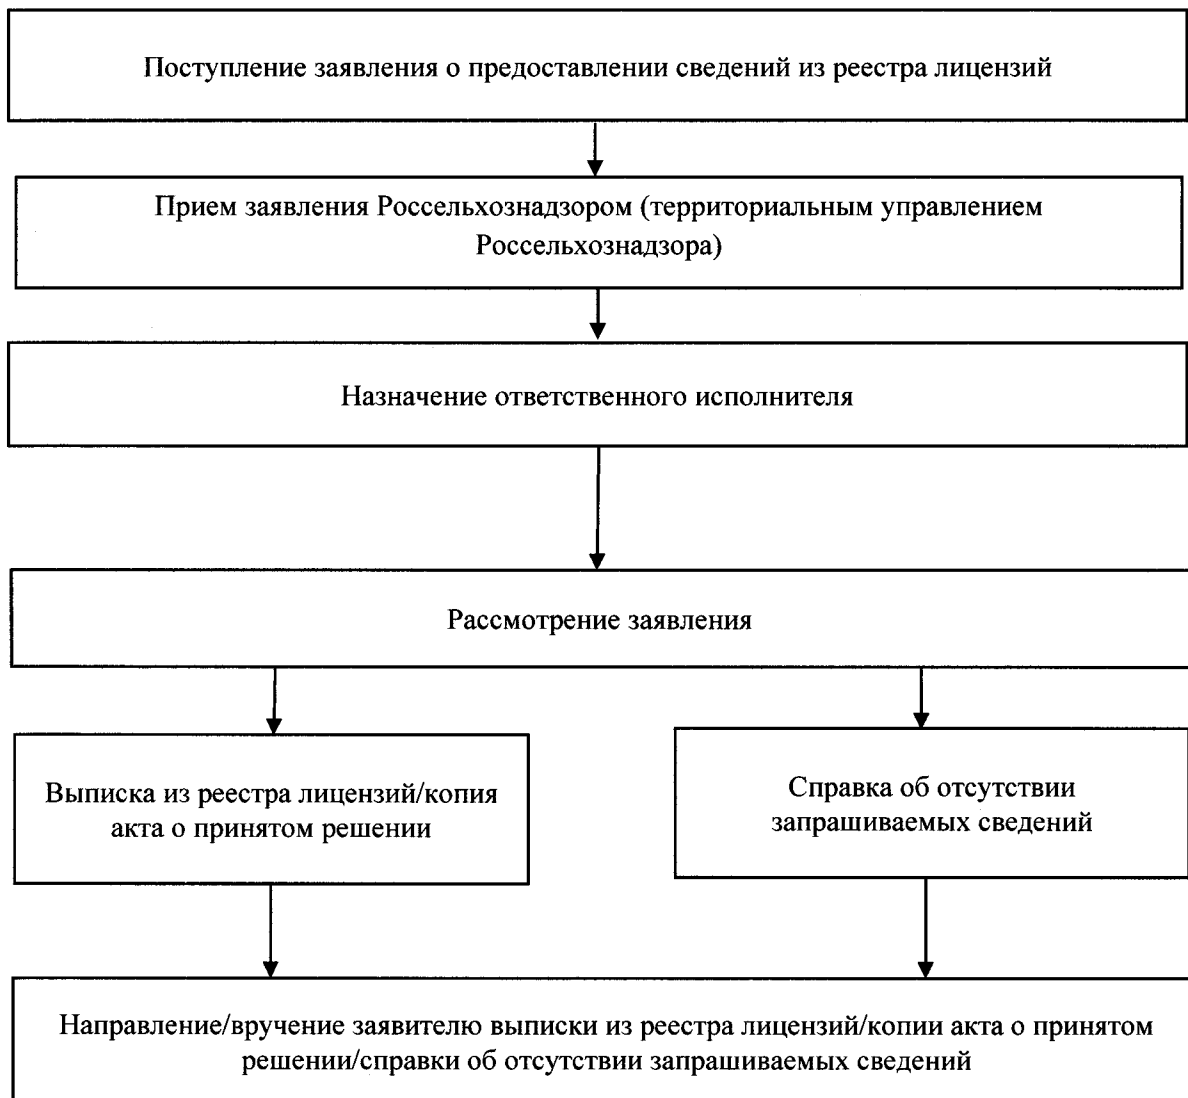 Поступление заявления о предоставлении сведений из реестра лицензий
Прием заявления Россельхознадзором (территориальным управлением
Россельхознадзора)
Назначение ответственного исполнителя
Рассмотрение заявления
Выписка из реестра лицензий/копия
акта о принятом решении
Справка об отсутствии
запрашиваемых сведений
Направление/вручение заявителю выписки из реестра лицензий/копии акта о принятом
решении/справки об отсутствии запрашиваемых сведений